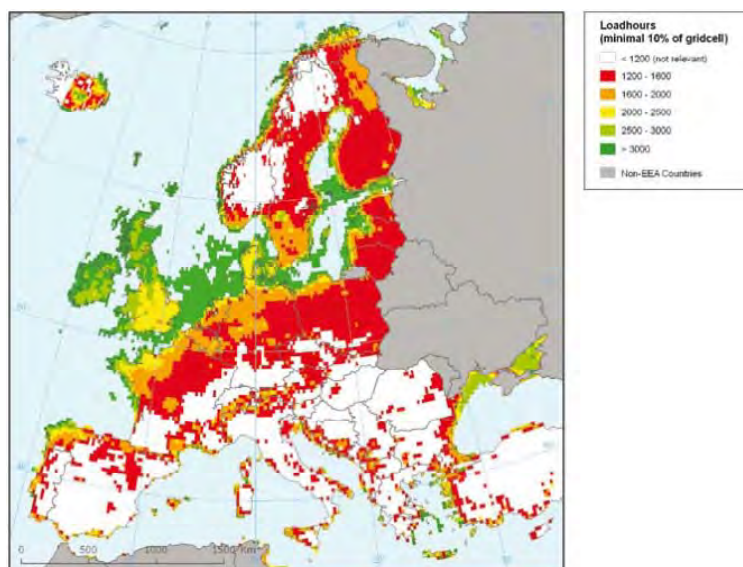 Loadhours
(minimal 10% of gridcell)
< 1200 (not relevant)
1200 - 1600
1600 - 2000
2000 - 2500
2500 - 3000
> 3000
Non-EEA Countries
0 500 1000 1500 Km